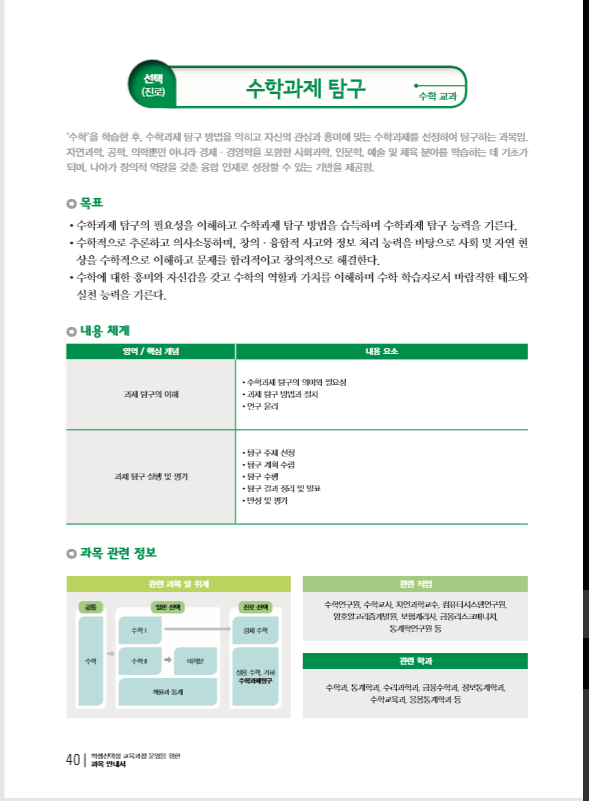 선택
(진로)
수학과제 탐구
수학 교과
'수학'을 학습한 후, 수학과제 탐구 방법을 익히고 자신의 관심과 흥미에 맞는 수학과제를 선정하여 탐구하는 과목임.
자연과학, 공학, 의학뿐만 아니라 경제 · 경영학을 포함한 사회과학, 인문학, 예술 및 체육 분야를 학습하는 데 기초가
되며, 나아가 창의적 역량을 갖춘 융합 인재로 성장할 수 있는 기반을 제공함.
목표
• 수학과제 탐구의 필요성을 이해하고 수학과제 탐구 방법을 습득하며 수학과제 탐구 능력을 기른다.
• 수학적으로 추론하고 의사소통하며, 창의 · 융합적 사고와 정보 처리 능력을 바탕으로 사회 및 자연 현
상을 수학적으로 이해하고 문제를 합리적이고 창의적으로 해결한다.
• 수학에 대한 흥미와 자신감을 갖고 수학의 역할과 가치를 이해하며 수학 학습자로서 바람직한 태도와
실천 능력을 기른다.
내용 체계
영역 / 핵심 개념 내용 요소
과제 탐구의 이해
• 수학과제 탐구의 의미와 필요성
• 과제 탐구 방법과 절차
• 연구 윤리
과제 탐구 실행 및 평가
• 탐구 주제 선정
• 탐구 계획 수립
• 탐구 수행
• 탐구 결과 정리 및 발표
• 반성 및 평가
과목 관련 정보
관련 과목 및 위계
공통 일반 선택 진로 선택
수학
수학 I
수학 II
미적분
확률과 통계
경제 수학
실용 수학, 기하
수학과제탐구
관련 직업
수학연구원, 수학교사, 자연과학교수, 컴퓨터시스템연구원,
암호알고리즘개발원, 보험계리사, 금융리스크매니저,
통계학연구원 등
관련 학과
수학과, 통계학과, 수리과학과, 금융수학과, 정보통계학과,
수학교육과, 응용통계학과 등
40
학생선택형 교육과정 운영을 위한
과목 안내서